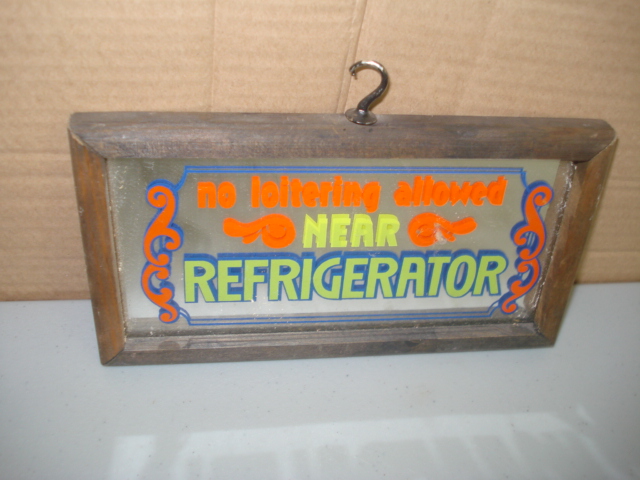 no loitering allowed
NEAR
REFRIGERATOR